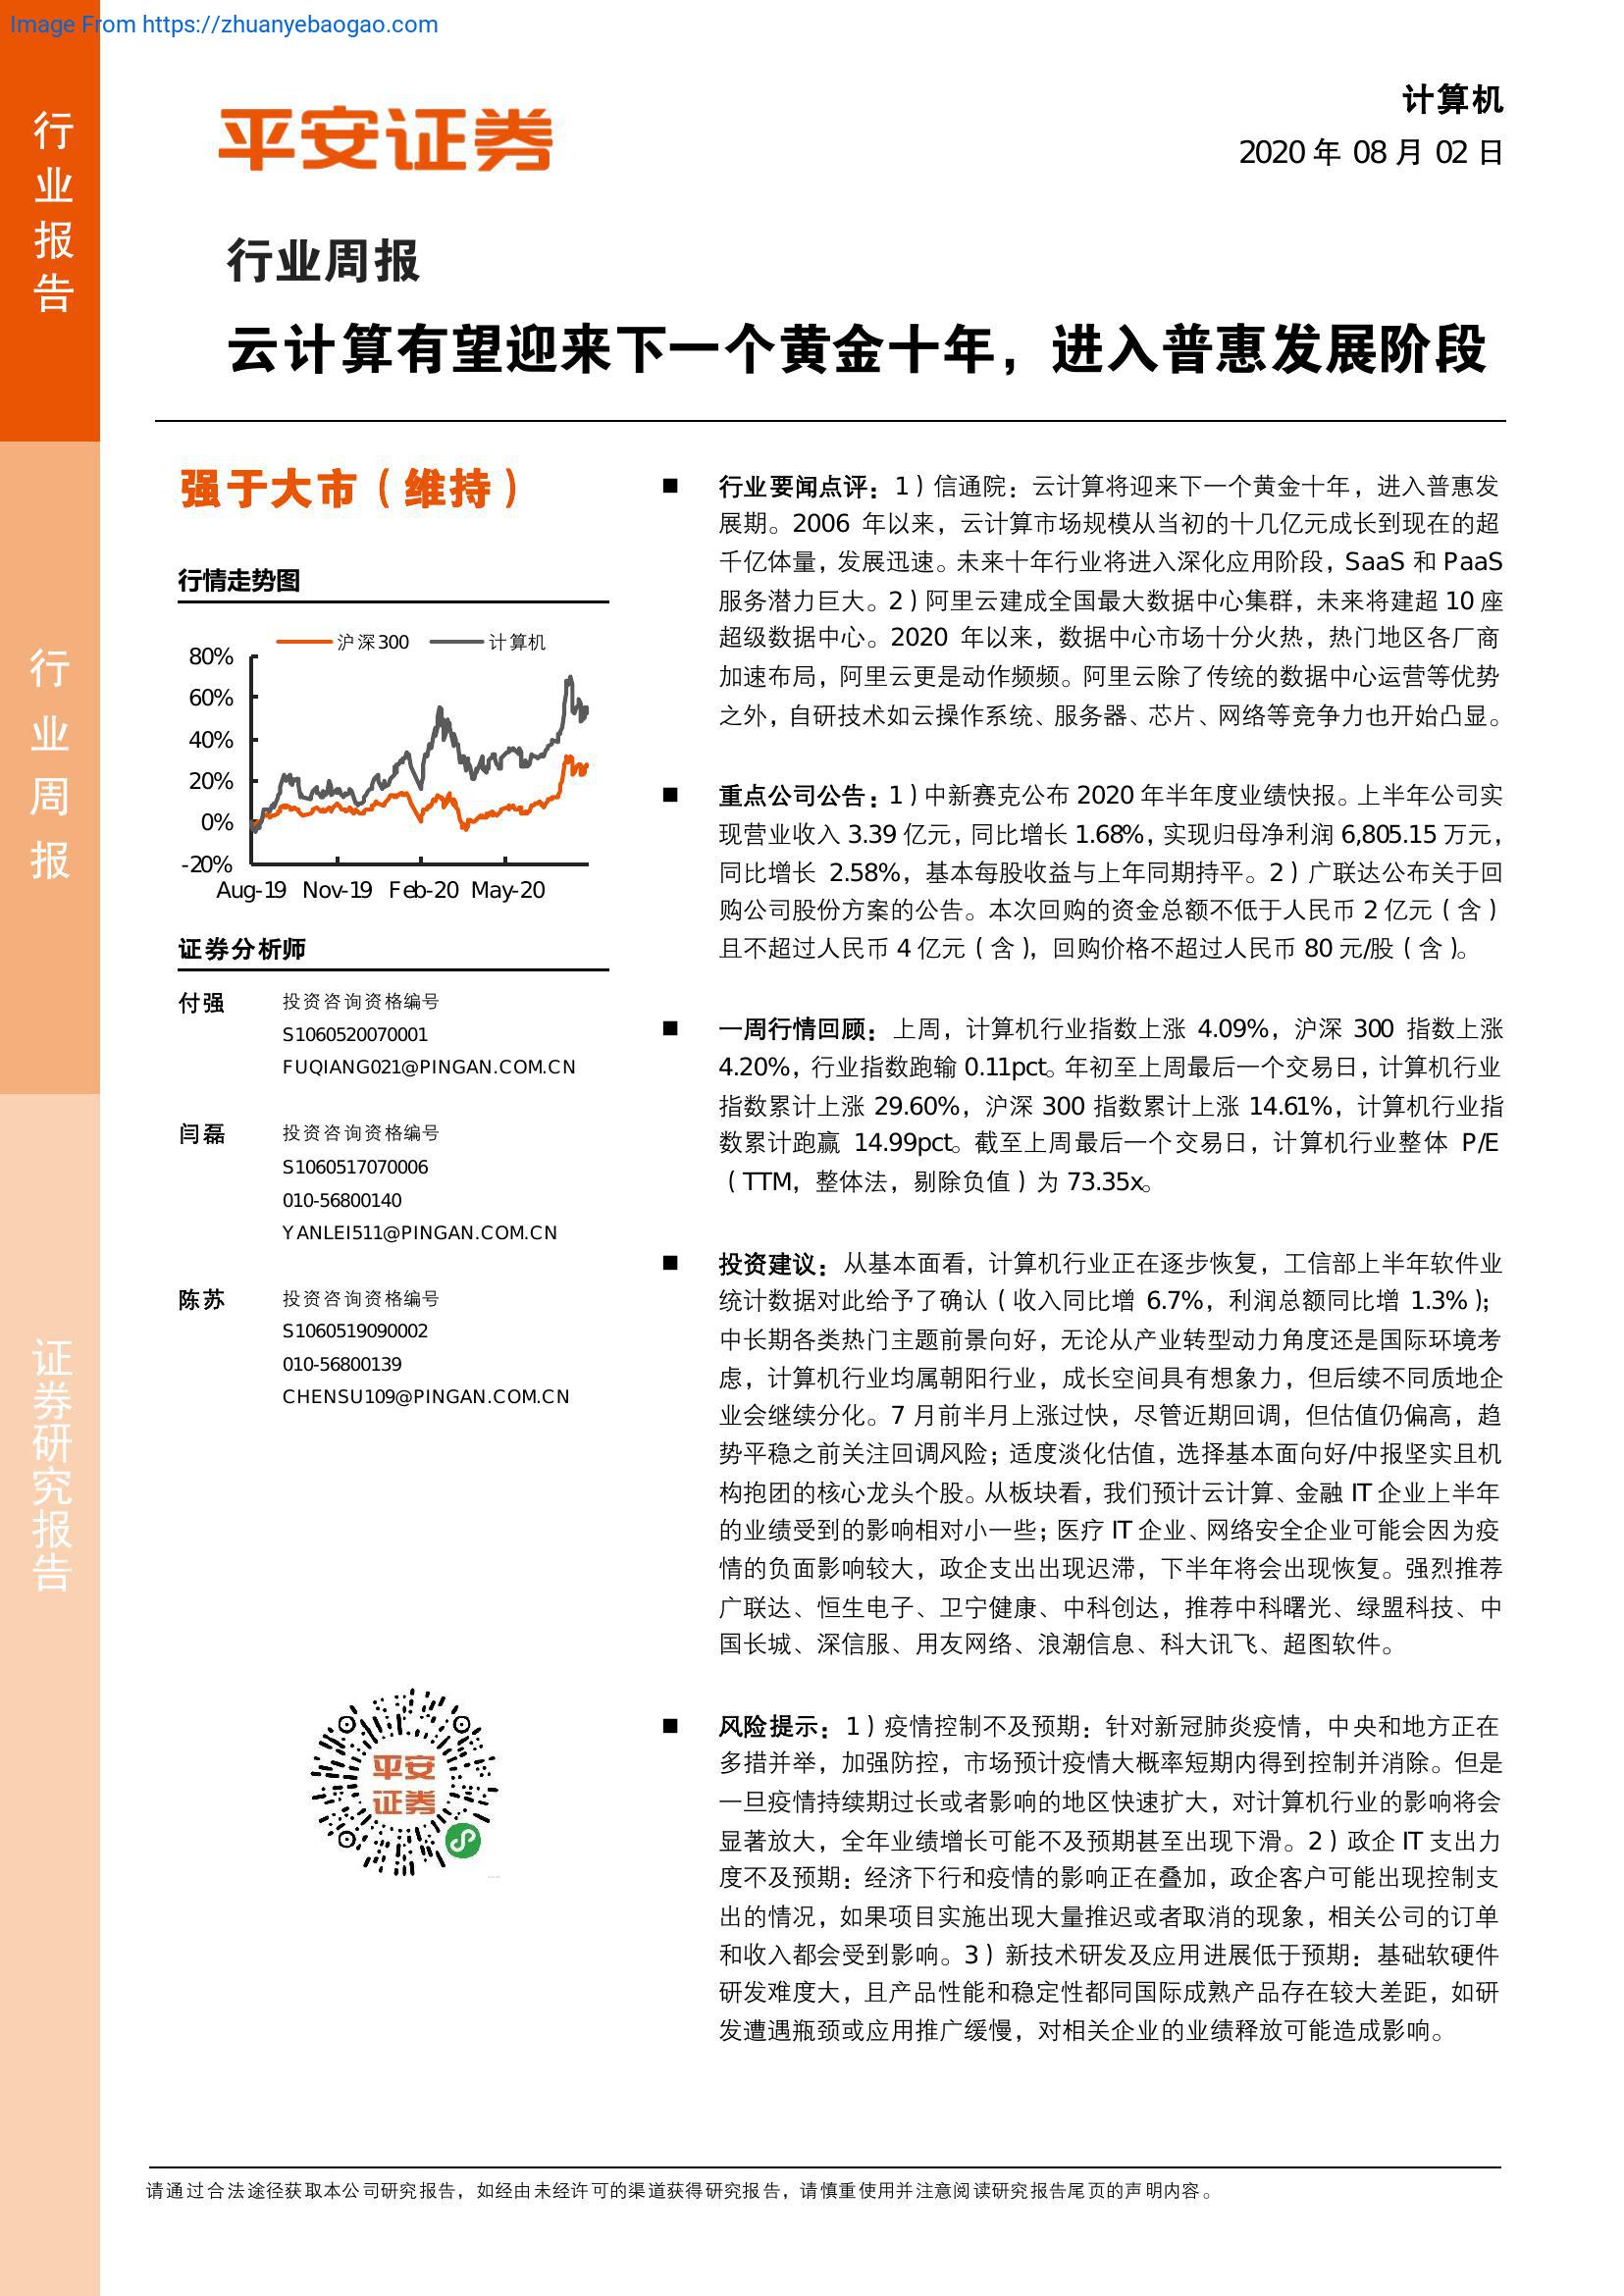 Image From https://zhuanyebaogao.com
行业报告
行业周报
证券研究报告
平安证券
计算机
2020 年 08 月 02 日
行业周报
云计算有望迎来下一个黄金十年，进入普惠发展阶段
强于大市（维持）
行情走势图
沪深300 计算机
80%
60%
40%
20%
0%
-20%
Aug-19 Nov-19 Feb-20 May-20
证券分析师
付强 投资咨询资格编号
S1060520070001
FUQIANG021@PINGAN.COM.CN
闫磊 投资咨询资格编号
S1060517070006
010-56800140
YANLEI511@PINGAN.COM.CN
陈苏 投资咨询资格编号
S1060519090002
010-56800139
CHENSU109@PINGAN.COM.CN
平安
证券
■ 行业要闻点评：1）信通院：云计算将迎来下一个黄金十年，进入普惠发
展期。2006 年以来，云计算市场规模从当初的十几亿元成长到现在的超
千亿体量，发展迅速。未来十年行业将进入深化应用阶段，SaaS 和 PaaS
服务潜力巨大。2）阿里云建成全国最大数据中心集群，未来将建超 10 座
超级数据中心。2020 年以来，数据中心市场十分火热，热门地区各厂商
加速布局，阿里云更是动作频频。阿里云除了传统的数据中心运营等优势
之外，自研技术如云操作系统、服务器、芯片、网络等竞争力也开始凸显。
■ 重点公司公告：1）中新赛克公布 2020 年半年度业绩快报。上半年公司实
现营业收入 3.39 亿元，同比增长 1.68%，实现归母净利润 6,805.15 万元，
同比增长 2.58%，基本每股收益与上年同期持平。2）广联达公布关于回
购公司股份方案的公告。本次回购的资金总额不低于人民币 2 亿元（含）
且不超过人民币 4 亿元（含），回购价格不超过人民币 80 元/股（含）。
■ 一周行情回顾：上周，计算机行业指数上涨 4.09%，沪深 300 指数上涨
4.20%，行业指数跑输 0.11pct。年初至上周最后一个交易日，计算机行业
指数累计上涨 29.60%，沪深 300 指数累计上涨 14.61%，计算机行业指
数累计跑赢 14.99pct。截至上周最后一个交易日，计算机行业整体 P/E
（TTM，整体法，剔除负值）为 73.35x。
■ 投资建议：从基本面看，计算机行业正在逐步恢复，工信部上半年软件业
统计数据对此给予了确认（收入同比增 6.7%，利润总额同比增 1.3%）；
中长期各类热门主题前景向好，无论从产业转型动力角度还是国际环境考
虑，计算机行业均属朝阳行业，成长空间具有想象力，但后续不同质地企
业会继续分化。7 月前半月上涨过快，尽管近期回调，但估值仍偏高，趋
势平稳之前关注回调风险；适度淡化估值，选择基本面向好/中报坚实且机
构抱团的核心龙头个股。从板块看，我们预计云计算、金融 IT 企业上半年
的业绩受到的影响相对小一些；医疗 IT 企业、网络安全企业可能会因为疫
情的负面影响较大，政企支出出现迟滞，下半年将会出现恢复。强烈推荐
广联达、恒生电子、卫宁健康、中科创达，推荐中科曙光、绿盟科技、中
国长城、深信服、用友网络、浪潮信息、科大讯飞、超图软件。
■ 风险提示：1）疫情控制不及预期：针对新冠肺炎疫情，中央和地方正在
多措并举，加强防控，市场预计疫情大概率短期内得到控制并消除。但是
一旦疫情持续期过长或者影响的地区快速扩大，对计算机行业的影响将会
显著放大，全年业绩增长可能不及预期甚至出现下滑。2）政企 IT 支出力
度不及预期：经济下行和疫情的影响正在叠加，政企客户可能出现控制支
出的情况，如果项目实施出现大量推迟或者取消的现象，相关公司的订单
和收入都会受到影响。3）新技术研发及应用进展低于预期：基础软硬件
研发难度大，且产品性能和稳定性都同国际成熟产品存在较大差距，如研
发遭遇瓶颈或应用推广缓慢，对相关企业的业绩释放可能造成影响。
请通过合法途径获取本公司研究报告，如经由未经许可的渠道获得研究报告，请慎重使用并注意阅读研究报告尾页的声明内容。